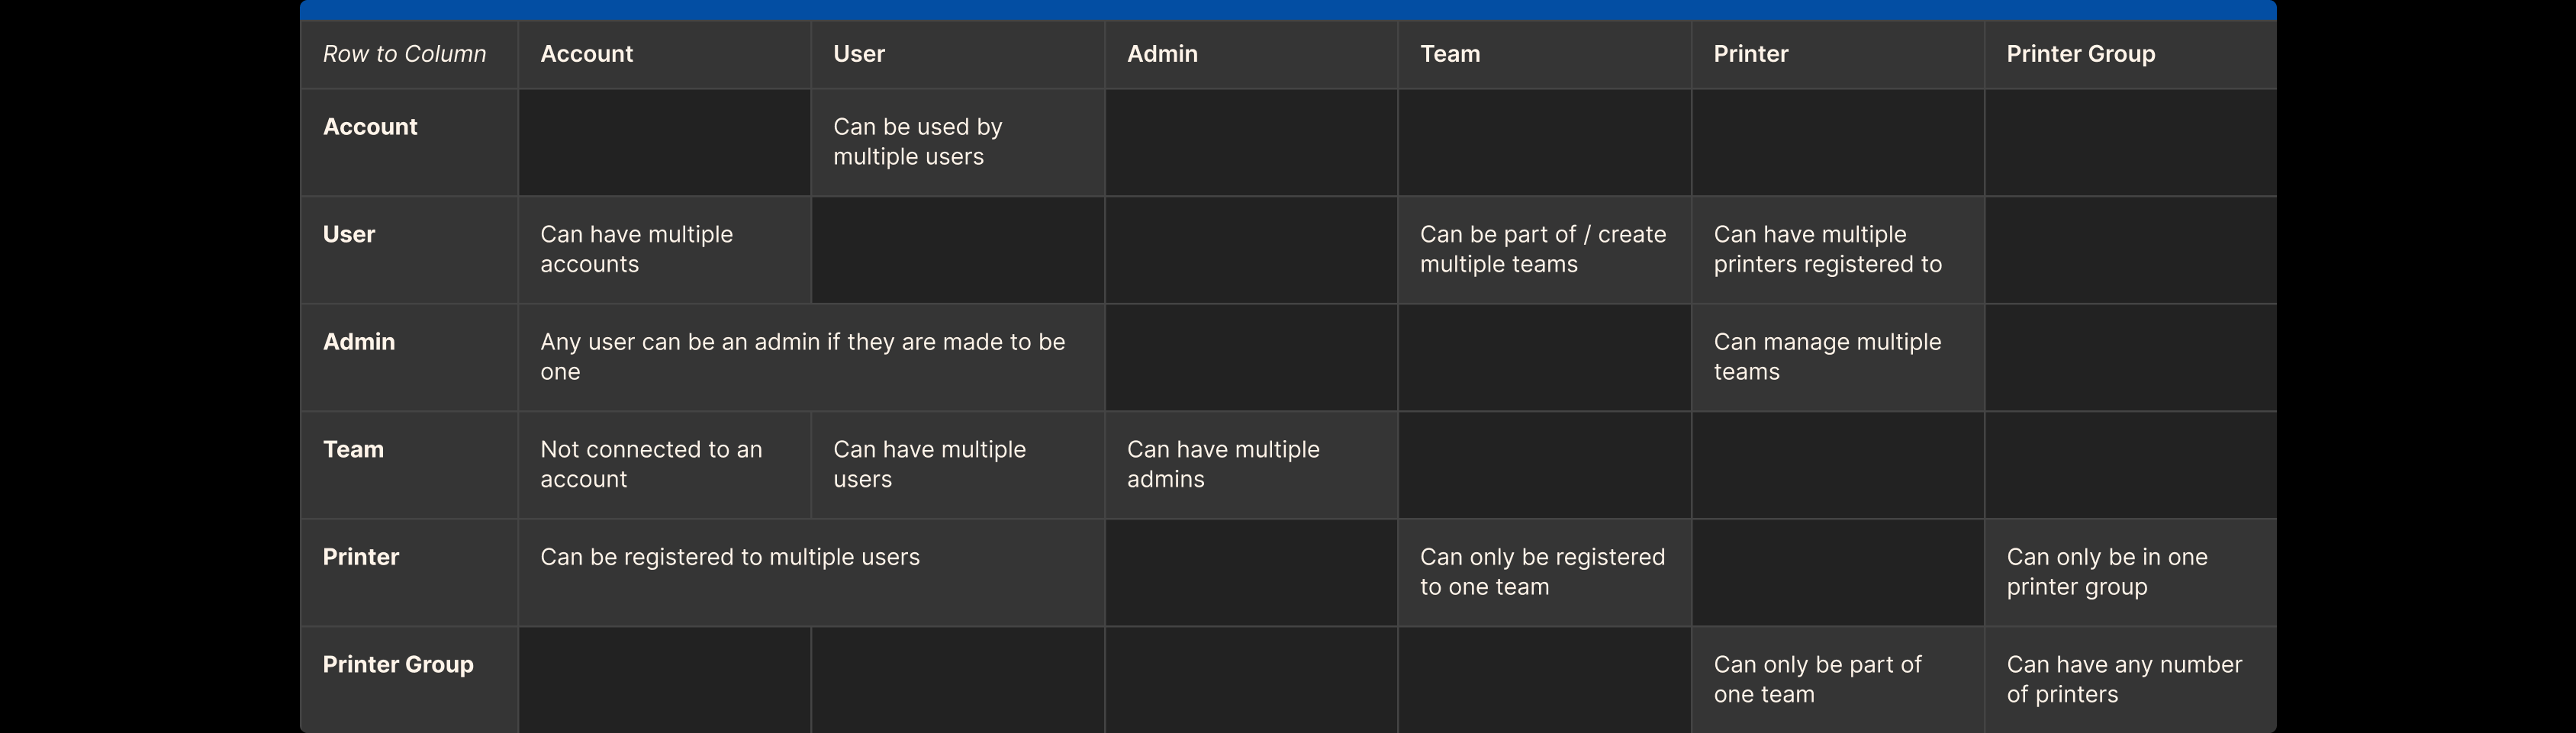 Row to Column Account User Admin Team Printer Printer Group
Account Can be used by
multiple users
User Can have multiple Can be part of / create Can have multiple
accounts multiple teams printers registered to
Admin Any user can be an admin if they are made to be Can manage multiple
one teams
Team Not connected to an Can have multiple Can have multiple
account users admins
Printer Can be registered to multiple users Can only be registered Can only be in one
to one team printer group
Printer Group Can only be part of Can have any number
one team of printers